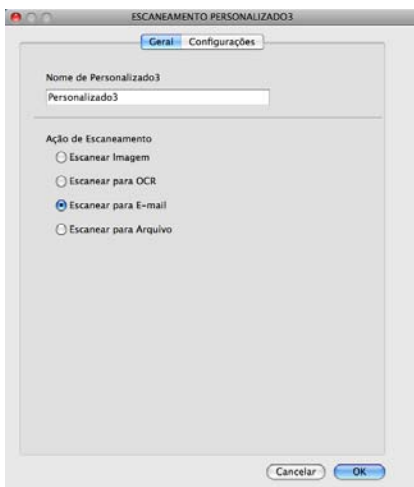 ESCANEAMENTO PERSONALIZADO3
Geral Configurações
Nome de Personalizado3
Personalizado3
Ação de Escaneamento
Escanear Imagem
Escanear para OCR
Escanear para E-mail
Escanear para Arquivo
Cancelar OK